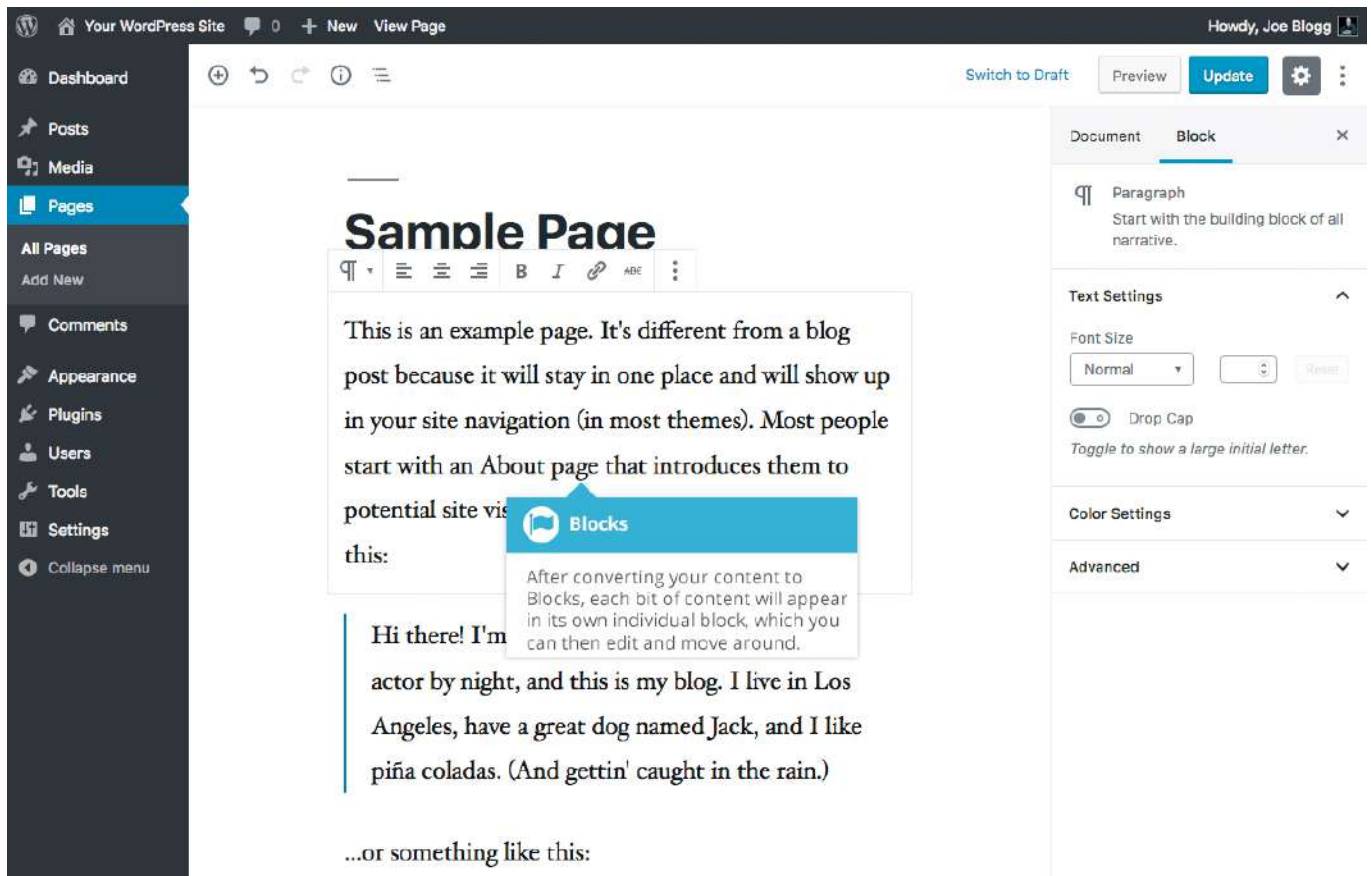 Your WordPress Site 0 + New View Page Howdy, Joe Blogg
Dashboard
Posts
Media
Pages
All Pages
Add New
Comments
Appearance
Plugins
Users
Tools
Settings
Collapse menu
Switch to Draft Preview Update
Sample Page
B I ABE
This is an example page. It's different from a blog
post because it will stay in one place and will show up
in your site navigation (in most themes). Most people
start with an About page that introduces them to
potential site vis
this:
Blocks
After converting your content to
Blocks, each bit of content will appear
in its own individual block, which you
can then edit and move around.
Hi there! I'm
actor by night, and this is my blog. I live in Los
Angeles, have a great dog named Jack, and I like
piña coladas. (And gettin' caught in the rain.)
...or something like this:
Document Block
Paragraph
Start with the building block of all
narrative.
Text Settings
Font Size
Normal Reset
Drop Cap
Toggle to show a large initial letter.
Color Settings
Advanced